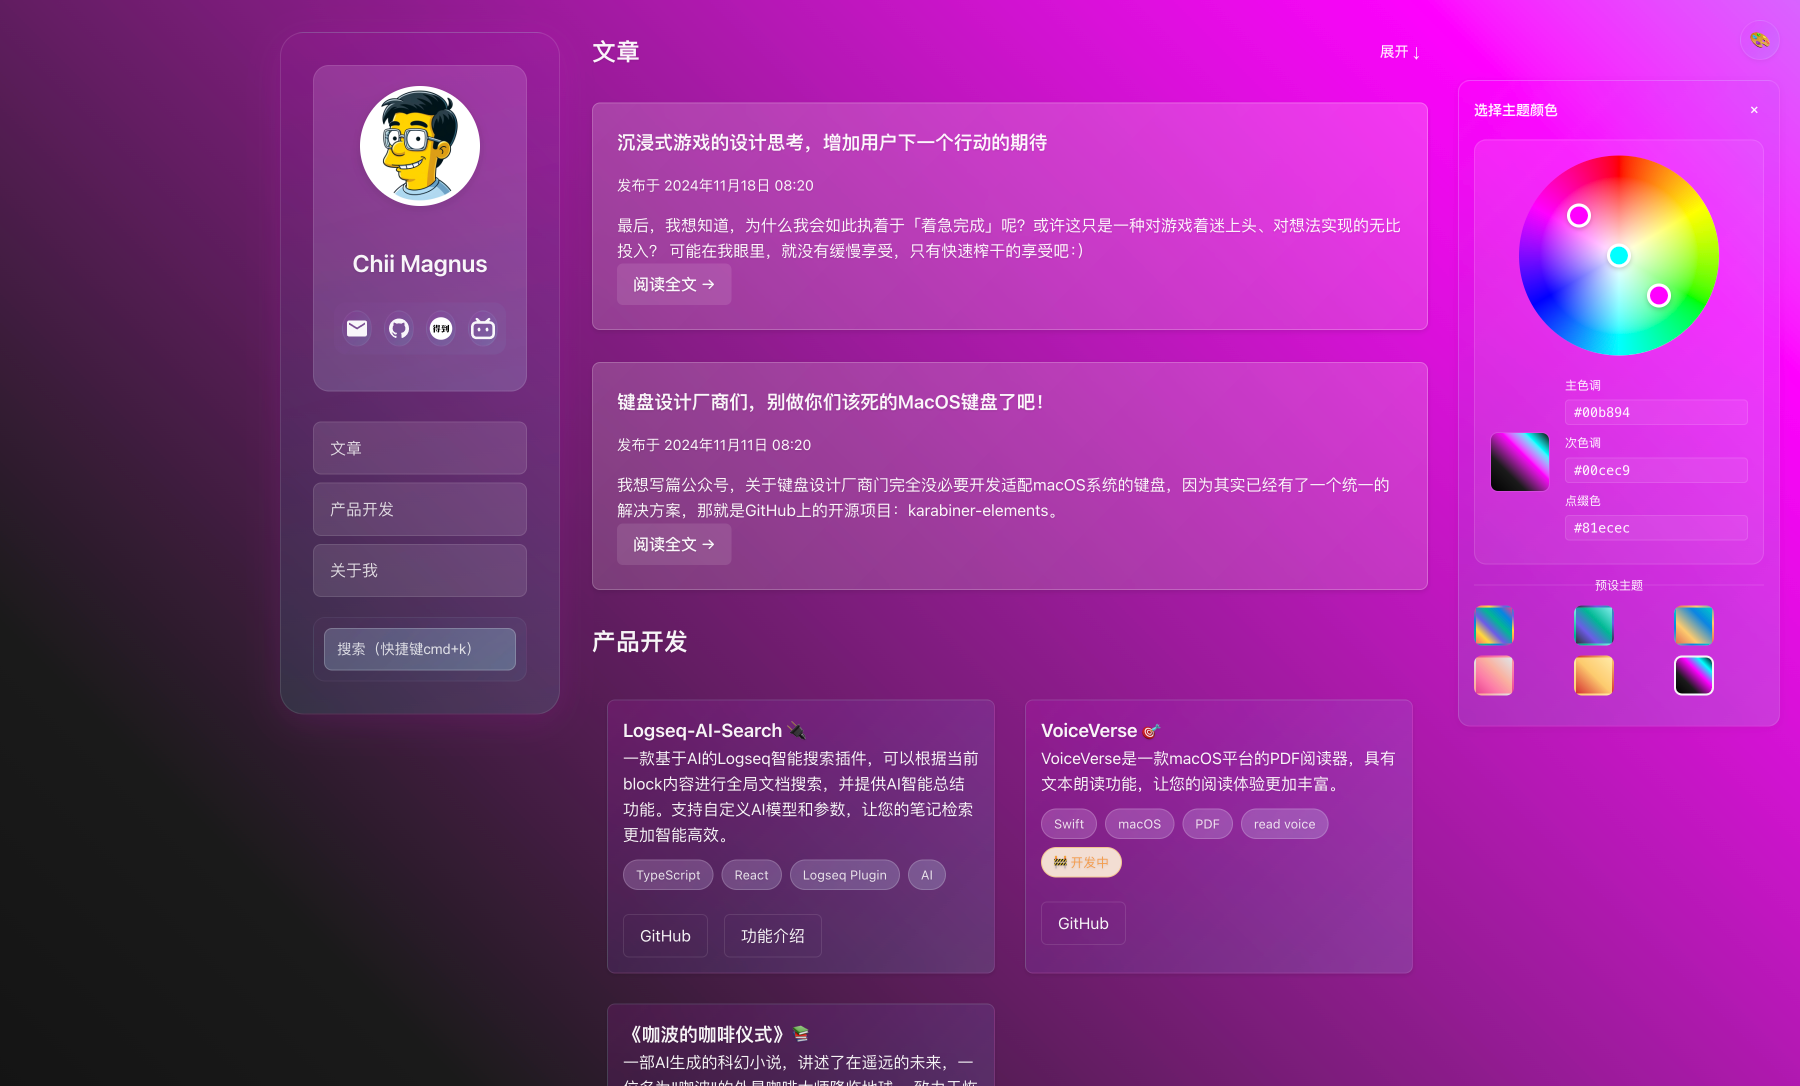 Chii Magnus
得到
文章
产品开发
关于我
搜索（快捷键cmd+k）
文章
展开 ↓
沉浸式游戏的设计思考，增加用户下一个行动的期待
发布于 2024年11月18日 08:20
最后，我想知道，为什么我会如此执着于「着急完成」呢？或许这只是一种对游戏着迷上头、对想法实现的无比
投入？ 可能在我眼里，就没有缓慢享受，只有快速榨干的享受吧：)
阅读全文 →
键盘设计厂商们，别做你们该死的MacOS键盘了吧！
发布于 2024年11月11日 08:20
我想写篇公众号，关于键盘设计厂商门完全没必要开发适配macOS系统的键盘，因为其实已经有了一个统一的
解决方案，那就是GitHub上的开源项目：karabiner-elements。
阅读全文 →
产品开发
Logseq-AI-Search 🔌
一款基于AI的Logseq智能搜索插件，可以根据当前
block内容进行全局文档搜索，并提供AI智能总结
功能。支持自定义AI模型和参数，让您的笔记检索
更加智能高效。
TypeScript
React
Logseq Plugin
AI
GitHub
功能介绍
VoiceVerse 🎯
VoiceVerse是一款macOS平台的PDF阅读器，具有
文本朗读功能，让您的阅读体验更加丰富。
Swift
macOS
PDF
read voice
🚧 开发中
GitHub
《咖波的咖啡仪式》📚
一部AI生成的科幻小说，讲述了在遥远的未来，一
位名为"咖波"的外星咖啡大师降临地球，致力于恢
选择主题颜色
×
主色调
#00b894
次色调
#00cec9
点缀色
#81ecec
预设主题